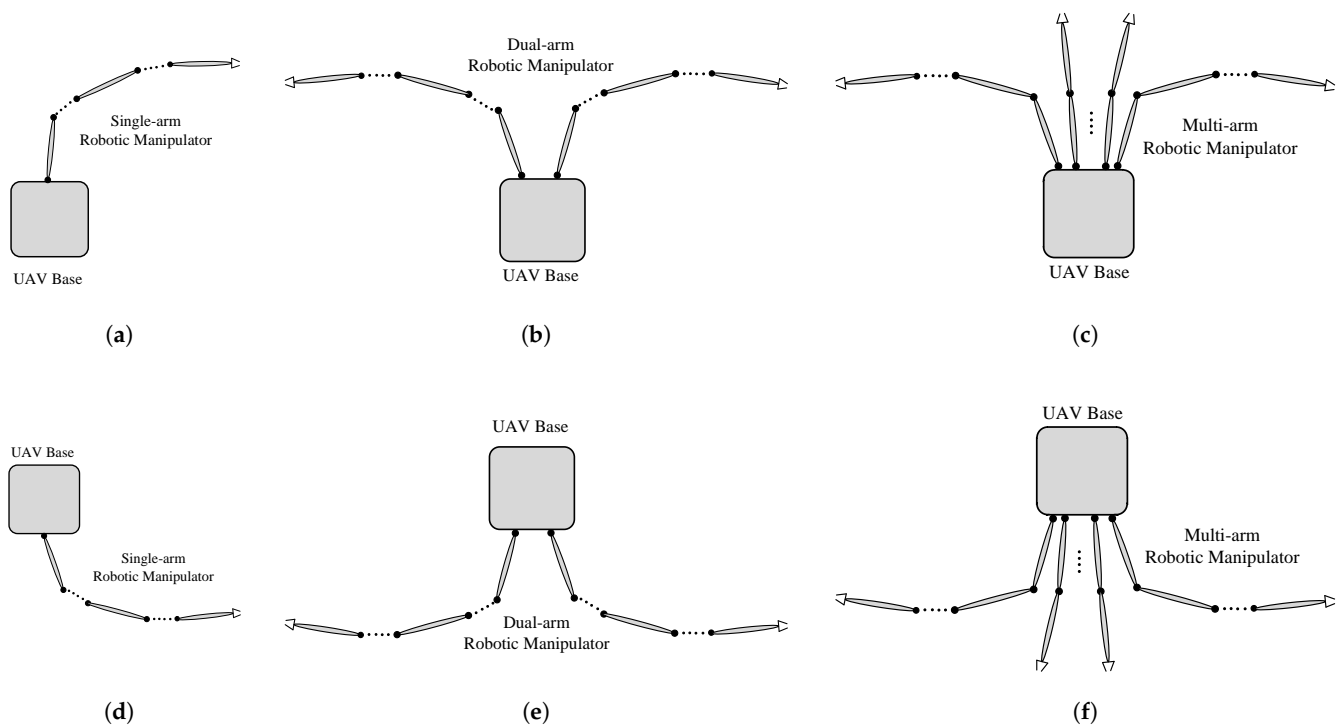 Single-arm
Robotic Manipulator
UAV Base
(a)
Dual-arm
Robotic Manipulator
UAV Base
(b)
Multi-arm
Robotic Manipulator
UAV Base
(c)
UAV Base
Single-arm
Robotic Manipulator
(d)
UAV Base
Dual-arm
Robotic Manipulator
(e)
UAV Base
Multi-arm
Robotic Manipulator
(f)